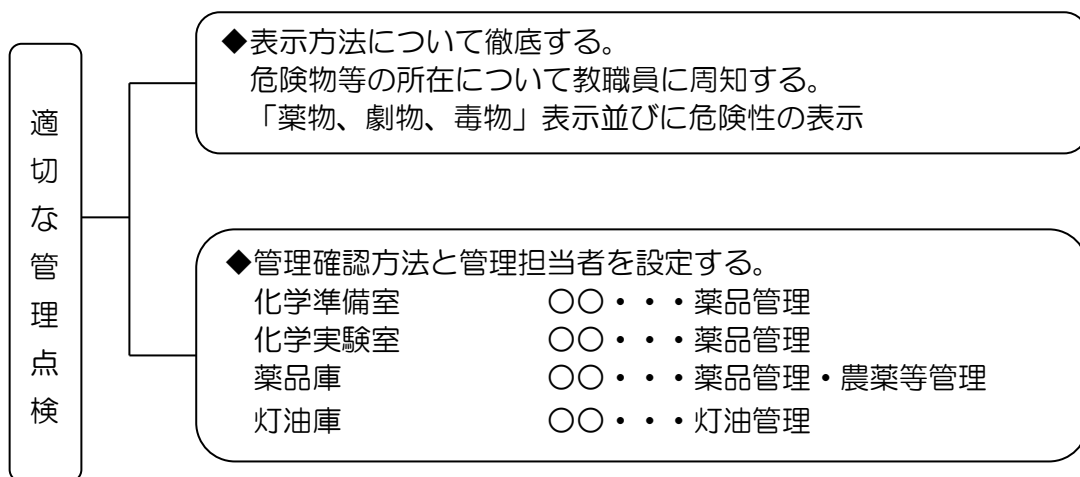 適切な管理点検
◆表示方法について徹底する。
危険物等の所在について教職員に周知する。
「薬物、劇物、毒物」表示並びに危険性の表示
◆管理確認方法と管理担当者を設定する。
化学準備室 〇〇・・・薬品管理
化学実験室 〇〇・・・薬品管理
薬品庫 〇〇・・・薬品管理・農薬等管理
灯油庫 〇〇・・・灯油管理